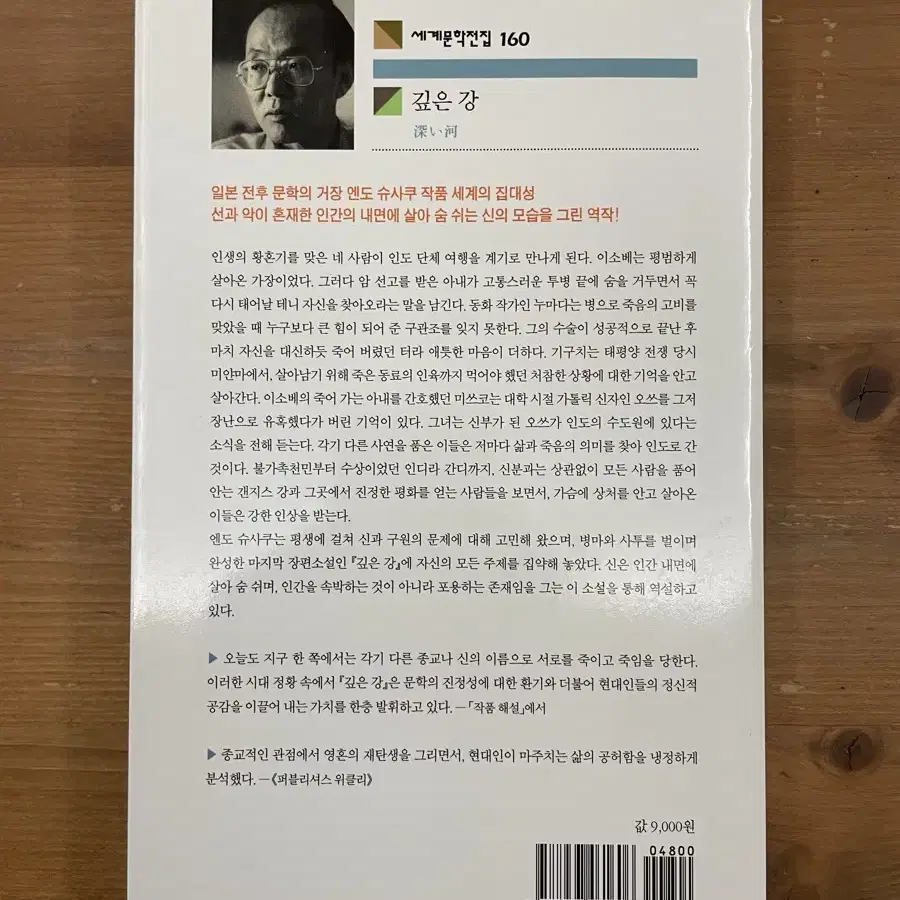 세계문학전집 160
깊은 강
深い河
일본 전후 문학의 거장 엔도 슈사쿠 작품 세계의 집대성
선과 악이 혼재한 인간의 내면에 살아 숨 쉬는 신의 모습을 그린 역작!
인생의 황혼기를 맞은 네 사람이 인도 단체 여행을 계기로 만나게 된다. 이소베는 평범하게
살아온 가장이었다. 그러다 암 선고를 받은 아내가 고통스러운 투병 끝에 숨을 거두면서 꼭
다시 태어날 테니 자신을 찾아오라는 말을 남긴다. 동화 작가인 누마다는 병으로 죽음의 고비를
맞았을 때 누구보다 큰 힘이 되어 준 구관조를 잊지 못한다. 그의 수술이 성공적으로 끝난 후
마치 자신을 대신하듯 죽어 버렸던 터라 애틋한 마음이 더하다. 기구치는 태평양 전쟁 당시
미얀마에서, 살아남기 위해 죽은 동료의 인육까지 먹어야 했던 처참한 상황에 대한 기억을 안고
살아간다. 이소베의 죽어 가는 아내를 간호했던 미쓰코는 대학 시절 가톨릭 신자인 오쓰를 그저
장난으로 유혹했다가 버린 기억이 있다. 그녀는 신부가 된 오쓰가 인도의 수도원에 있다는
소식을 전해 듣는다. 각기 다른 사연을 품은 이들은 저마다 삶과 죽음의 의미를 찾아 인도로 간
것이다. 불가촉천민부터 수상이었던 인디라 간디까지, 신분과는 상관없이 모든 사람을 품어
안는 갠지스 강과 그곳에서 진정한 평화를 얻는 사람들을 보면서, 가슴에 상처를 안고 살아온
이들은 강한 인상을 받는다.
엔도 슈사쿠는 평생에 걸쳐 신과 구원의 문제에 대해 고민해 왔으며, 병마와 사투를 벌이며
완성한 마지막 장편소설인 『깊은 강』에 자신의 모든 주제를 집약해 놓았다. 신은 인간 내면에
살아 숨 쉬며, 인간을 속박하는 것이 아니라 포용하는 존재임을 그는 이 소설을 통해 역설하고
있다.
▶ 오늘도 지구 한 쪽에서는 각기 다른 종교나 신의 이름으로 서로를 죽이고 죽임을 당한다.
이러한 시대 정황 속에서 『깊은 강』은 문학의 진정성에 대한 환기와 더불어 현대인들의 정신적
공감을 이끌어 내는 가치를 한층 발휘하고 있다. ―「작품 해설」에서
▶ 종교적인 관점에서 영혼의 재탄생을 그리면서, 현대인이 마주치는 삶의 공허함을 냉정하게
분석했다. ―《퍼블리셔스 위클리》
값 9,000원
04800